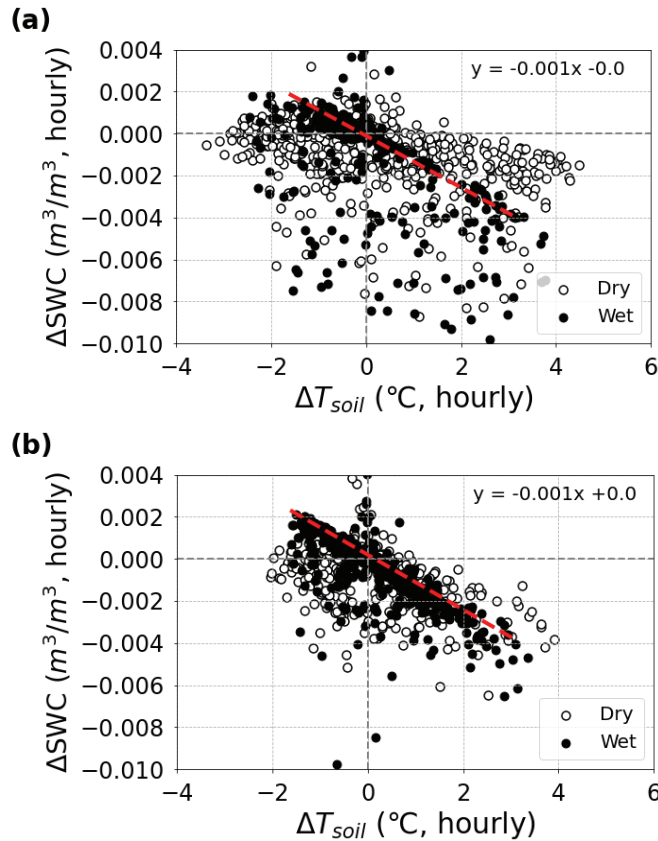 (a)
0.004
0.002
0.000
−0.002
−0.004
−0.006
−0.008
−0.010
ΔSWC (m³/m³, hourly)
y = -0.001x -0.0
Dry
Wet
−4 −2 0 2 4 6
ΔT_soil (°C, hourly)
(b)
0.004
0.002
0.000
−0.002
−0.004
−0.006
−0.008
−0.010
ΔSWC (m³/m³, hourly)
y = -0.001x +0.0
Dry
Wet
−4 −2 0 2 4 6
ΔT_soil (°C, hourly)